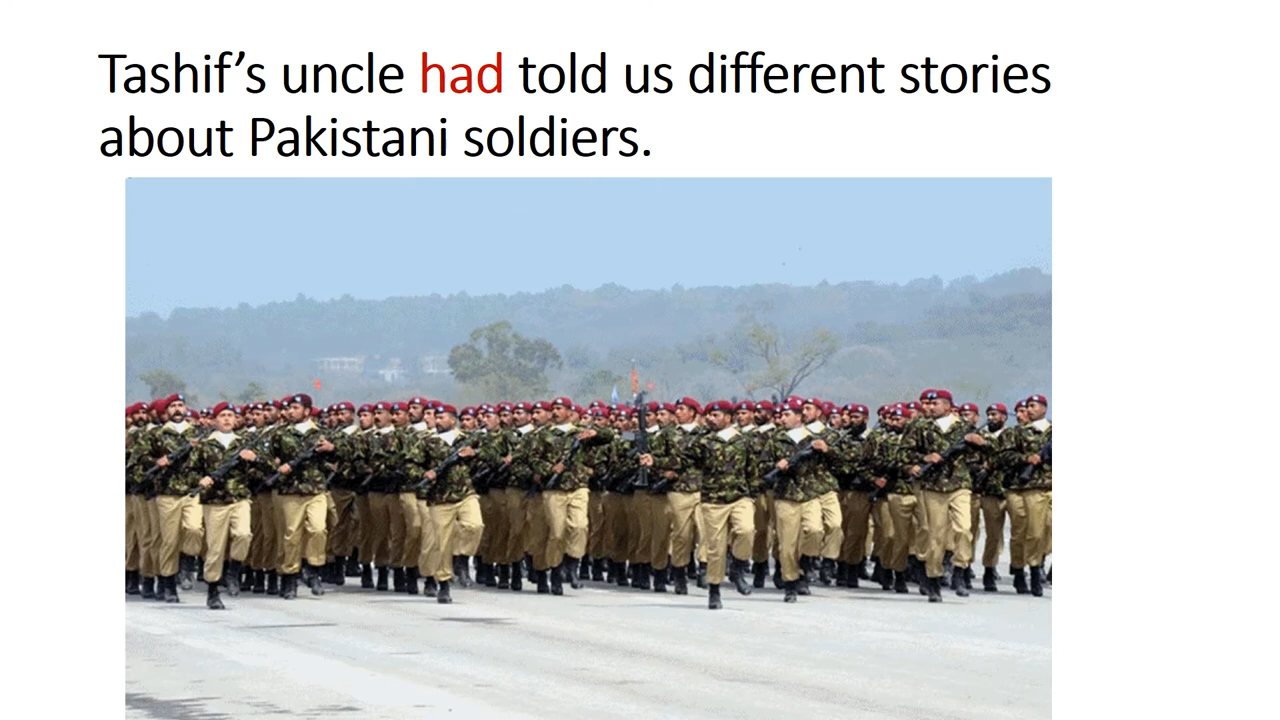 Tashif’s uncle had told us different stories
about Pakistani soldiers.